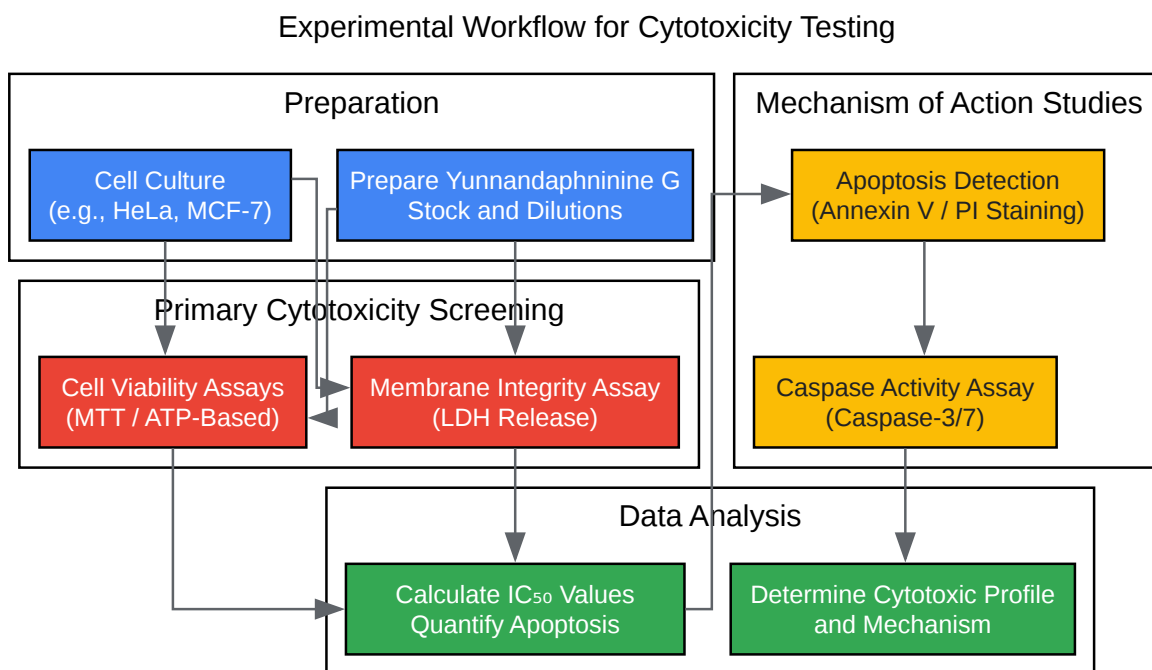 Experimental Workflow for Cytotoxicity Testing
Preparation
Cell Culture
(e.g., HeLa, MCF-7)
Prepare Yunnandaphninine G
Stock and Dilutions
Primary Cytotoxicity Screening
Cell Viability Assays
(MTT / ATP-Based)
Membrane Integrity Assay
(LDH Release)
Mechanism of Action Studies
Apoptosis Detection
(Annexin V / PI Staining)
Caspase Activity Assay
(Caspase-3/7)
Data Analysis
Calculate IC₅₀ Values
Quantify Apoptosis
Determine Cytotoxic Profile
and Mechanism